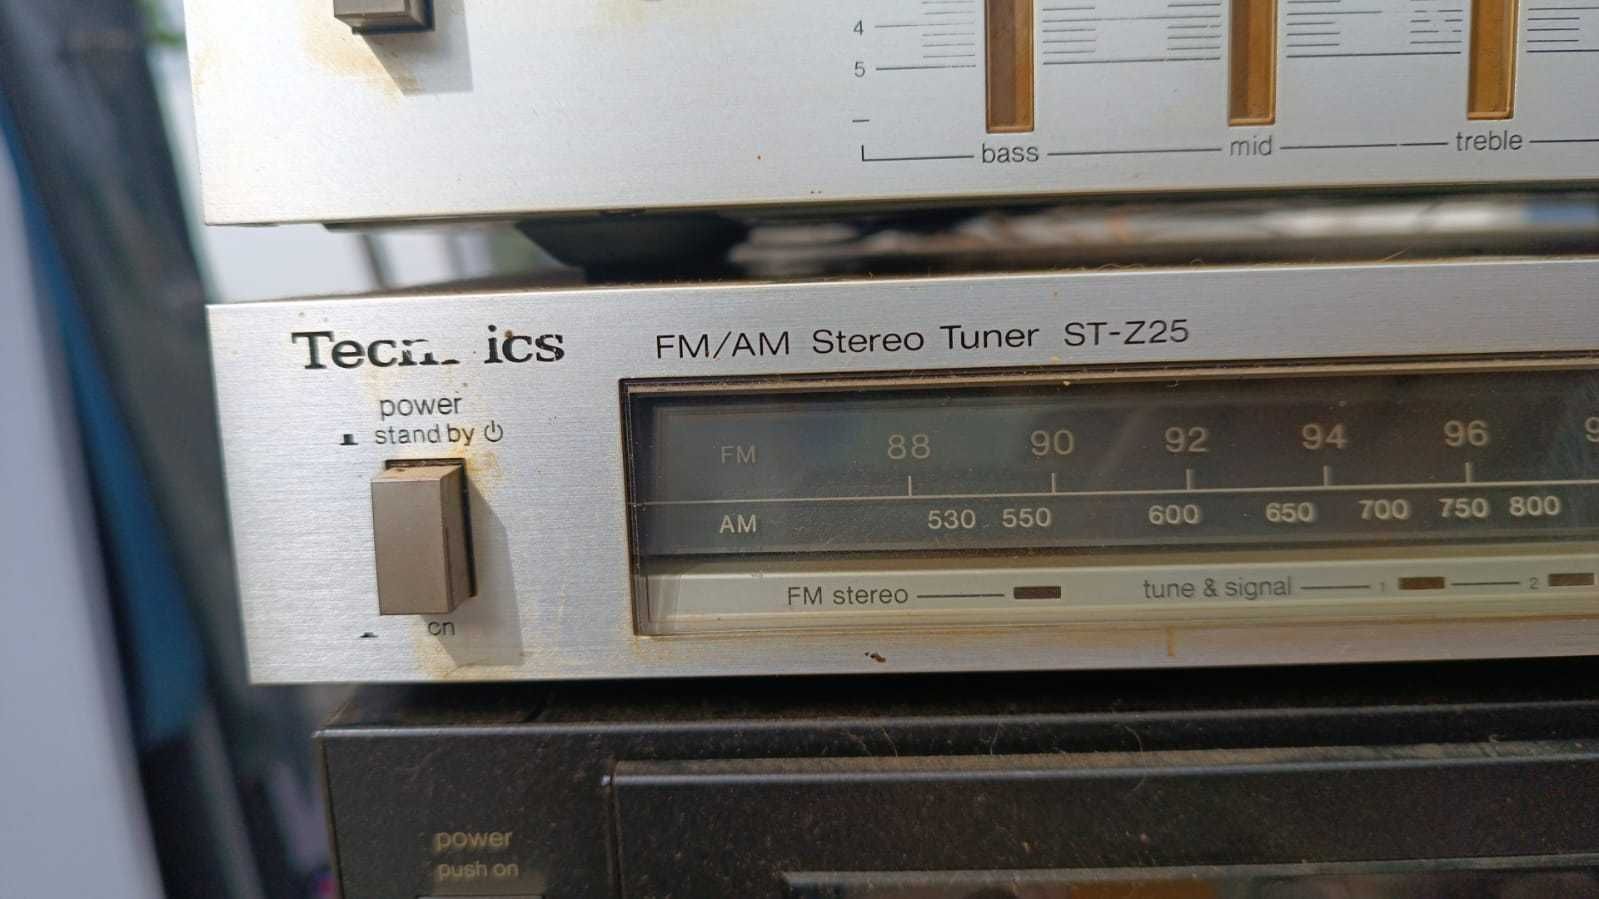 4
5
bass mid treble
Technics FM/AM Stereo Tuner ST-Z25
power
stand by
FM 88 90 92 94 96
AM 530 550 600 650 700 750 800
FM stereo tune & signal 1 2
on
power
push on